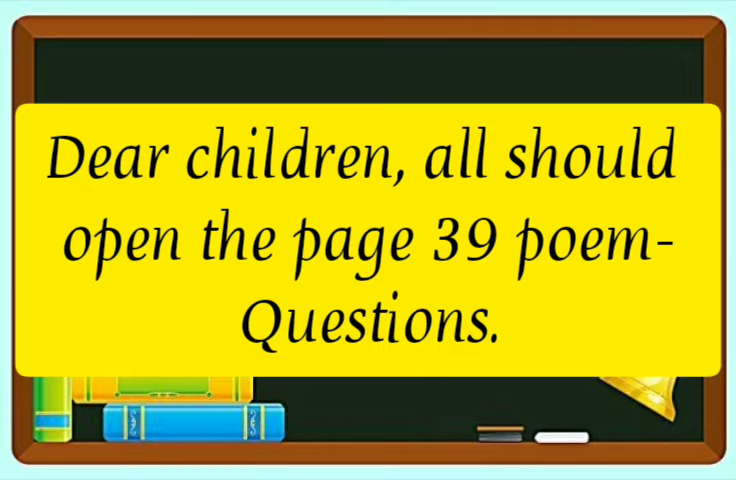 Dear children, all should
open the page 39 poem-
Questions.